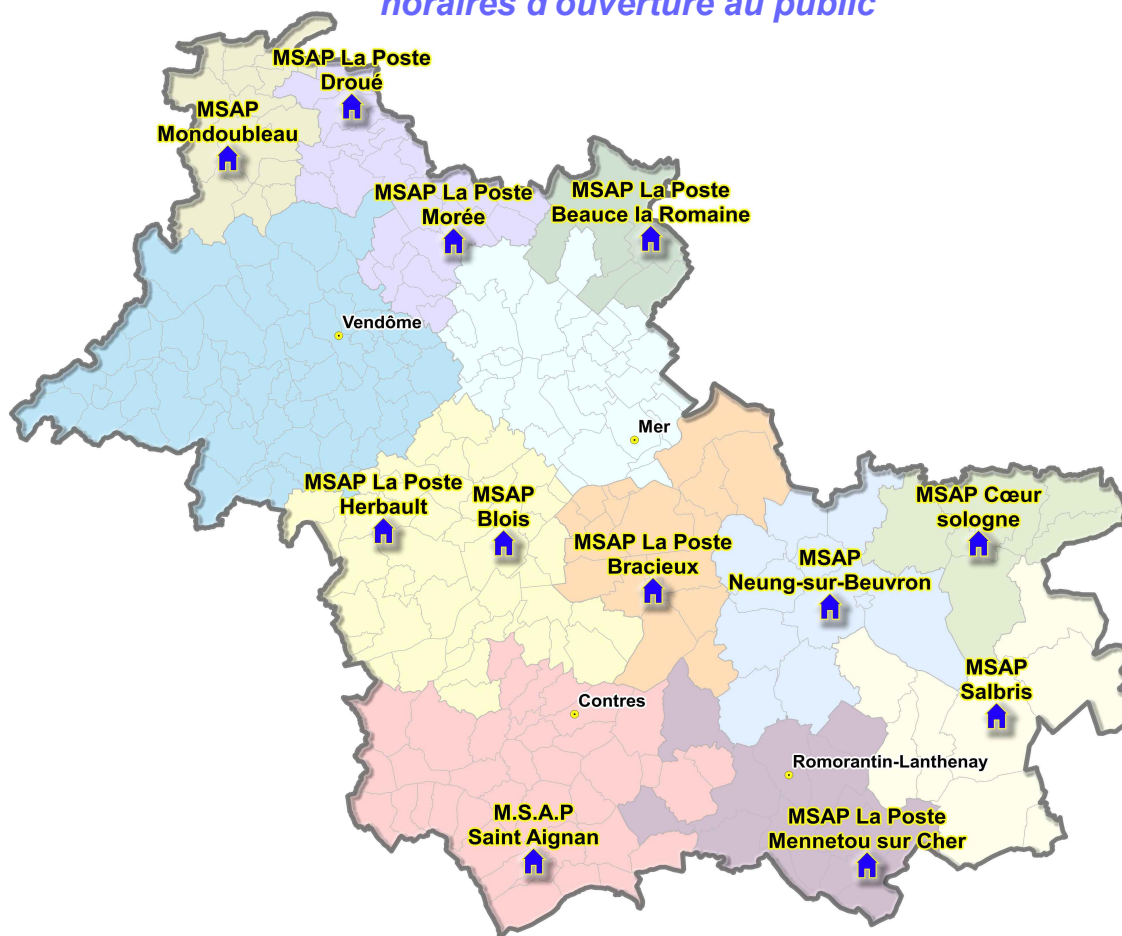 horaires d'ouverture au public
MSAP La Poste
Droué
MSAP
Mondoubleau
MSAP La Poste
Morée
MSAP La Poste
Beauce la Romaine
Vendôme
Mer
MSAP La Poste
Herbault
MSAP
Blois
MSAP Cœur
sologne
MSAP La Poste
Bracieux
MSAP
Neung-sur-Beuvron
MSAP
Salbris
Contres
Romorantin-Lanthenay
M.S.A.P
Saint Aignan
MSAP La Poste
Mennetou sur Cher